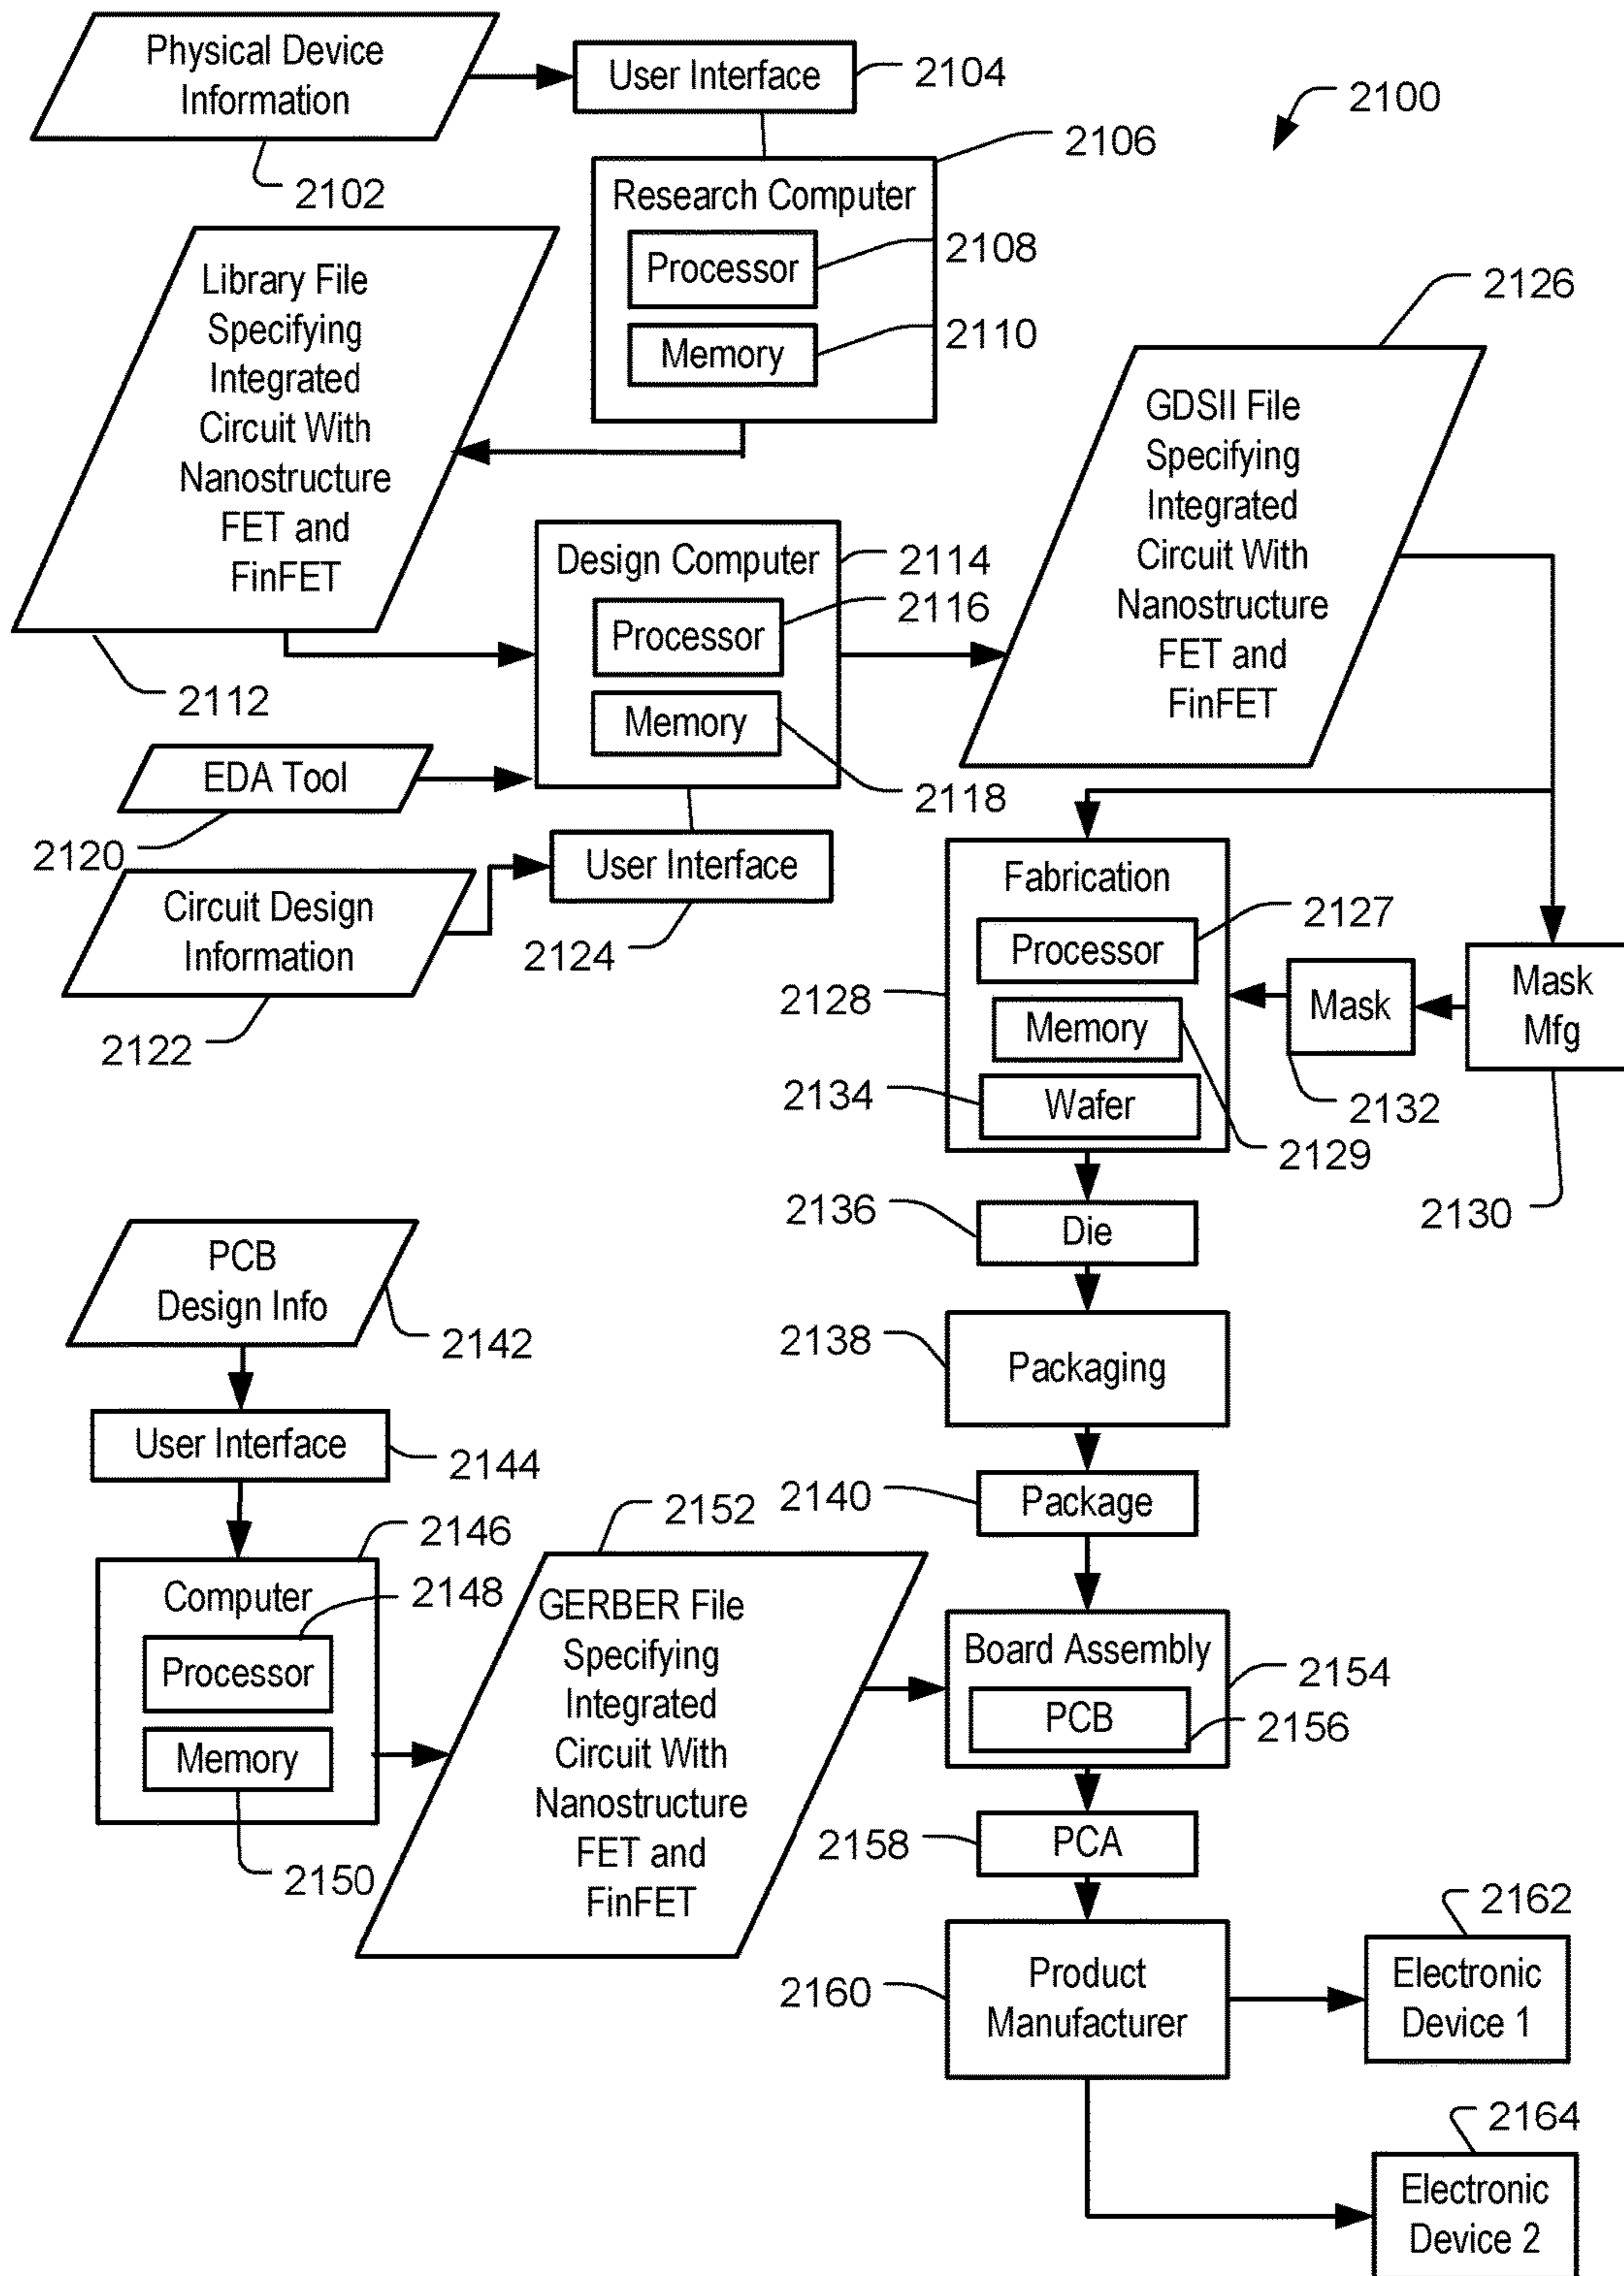 Physical Device
Information
2102
User Interface
2104
2100
2106
Research Computer
Processor
2108
Memory
2110
Library File
Specifying
Integrated
Circuit With
Nanostructure
FET and
FinFET
2112
2126
GDSII File
Specifying
Integrated
Circuit With
Nanostructure
FET and
FinFET
Design Computer
2114
Processor
2116
Memory
2118
EDA Tool
2120
User Interface
2124
Circuit Design
Information
2122
Fabrication
2128
Processor
2127
Memory
2129
Wafer
2134
Mask
2132
Mask
Mfg
2130
2136
Die
2138
Packaging
2140
Package
PCB
Design Info
2142
User Interface
2144
2146
Computer
2148
Processor
Memory
2150
2152
GERBER File
Specifying
Integrated
Circuit With
Nanostructure
FET and
FinFET
Board Assembly
2154
PCB
2156
2158
PCA
2160
Product
Manufacturer
2162
Electronic
Device 1
2164
Electronic
Device 2